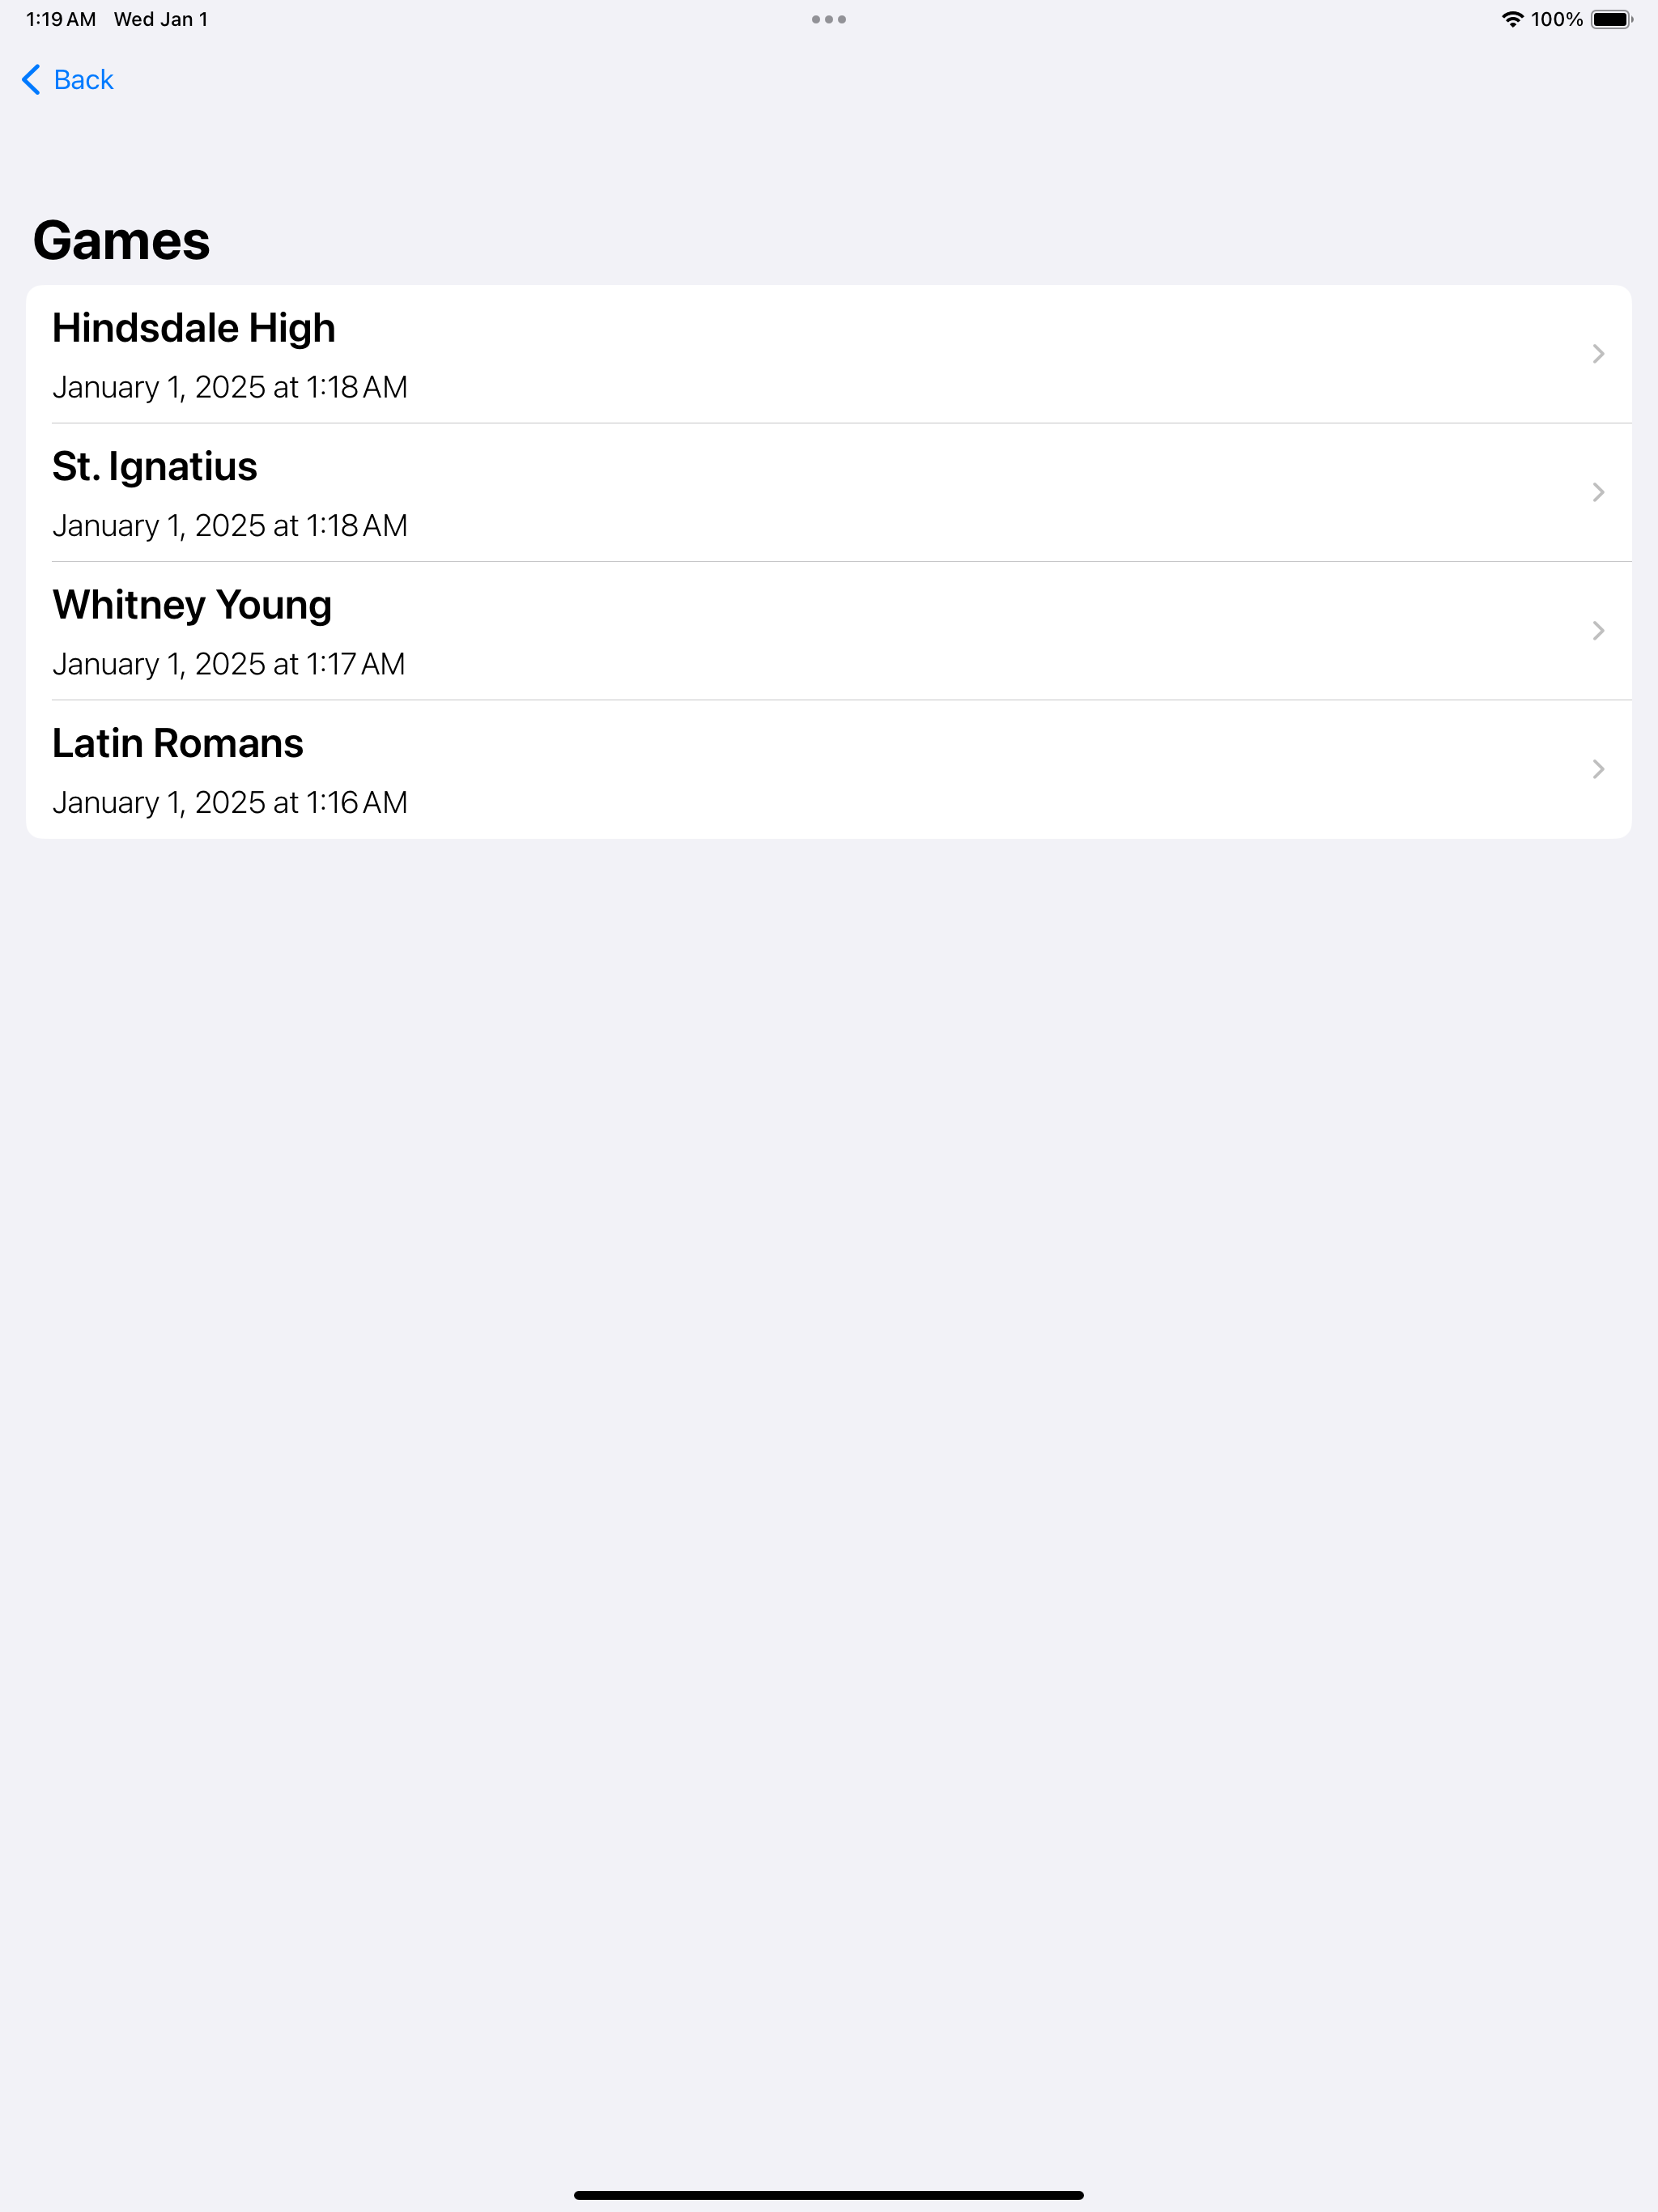 1:19 AM Wed Jan 1
100%
Back
Games
Hindsdale High
January 1, 2025 at 1:18 AM
St. Ignatius
January 1, 2025 at 1:18 AM
Whitney Young
January 1, 2025 at 1:17 AM
Latin Romans
January 1, 2025 at 1:16 AM